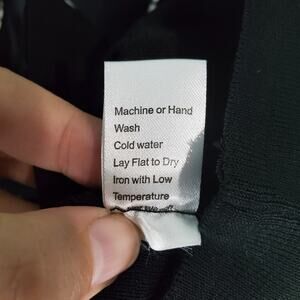 Machine or Hand
Wash
Cold water
Lay Flat to Dry
Iron with Low
Temperature